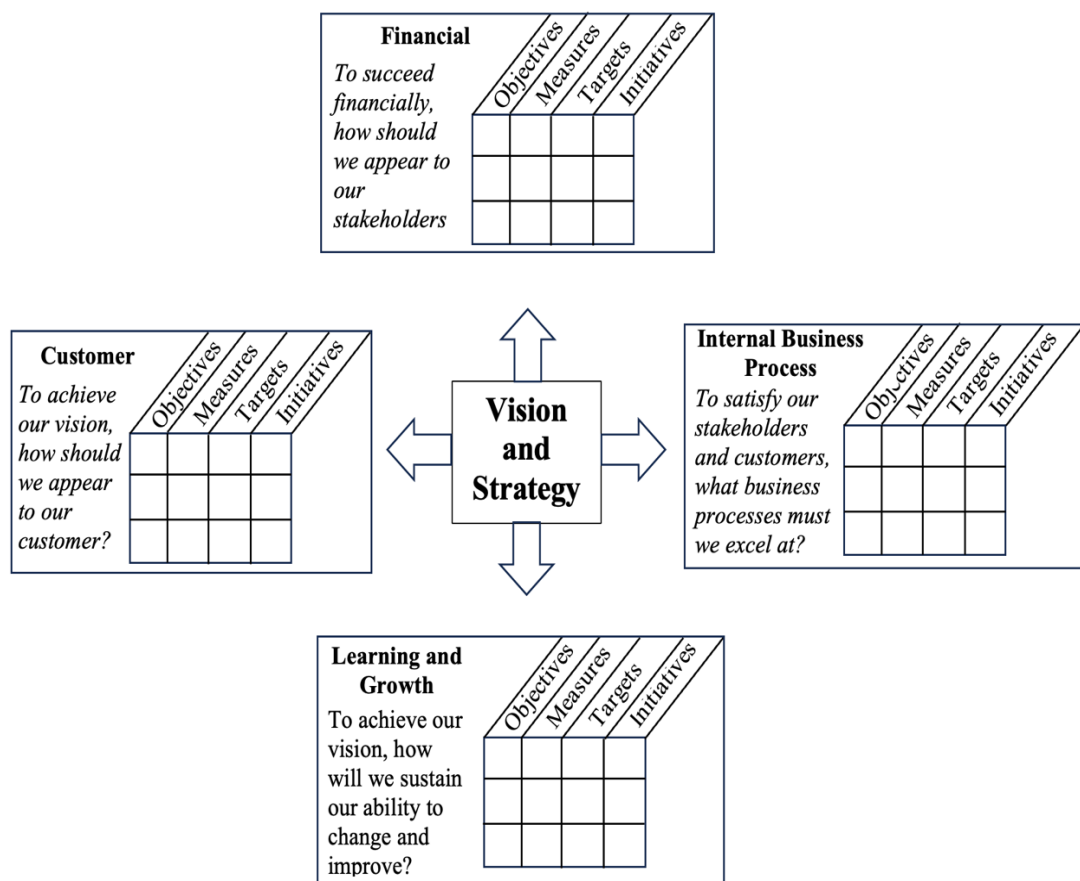 Financial
To succeed
financially,
how should
we appear to
our
stakeholders
Objectives
Measures
Targets
Initiatives
Customer
To achieve
our vision,
how should
we appear
to our
customer?
Objectives
Measures
Targets
Initiatives
Vision
and
Strategy
Internal Business
Process
To satisfy our
stakeholders
and customers,
what business
processes must
we excel at?
Objectives
Measures
Targets
Initiatives
Learning and
Growth
To achieve our
vision, how
will we sustain
our ability to
change and
improve?
Objectives
Measures
Targets
Initiatives